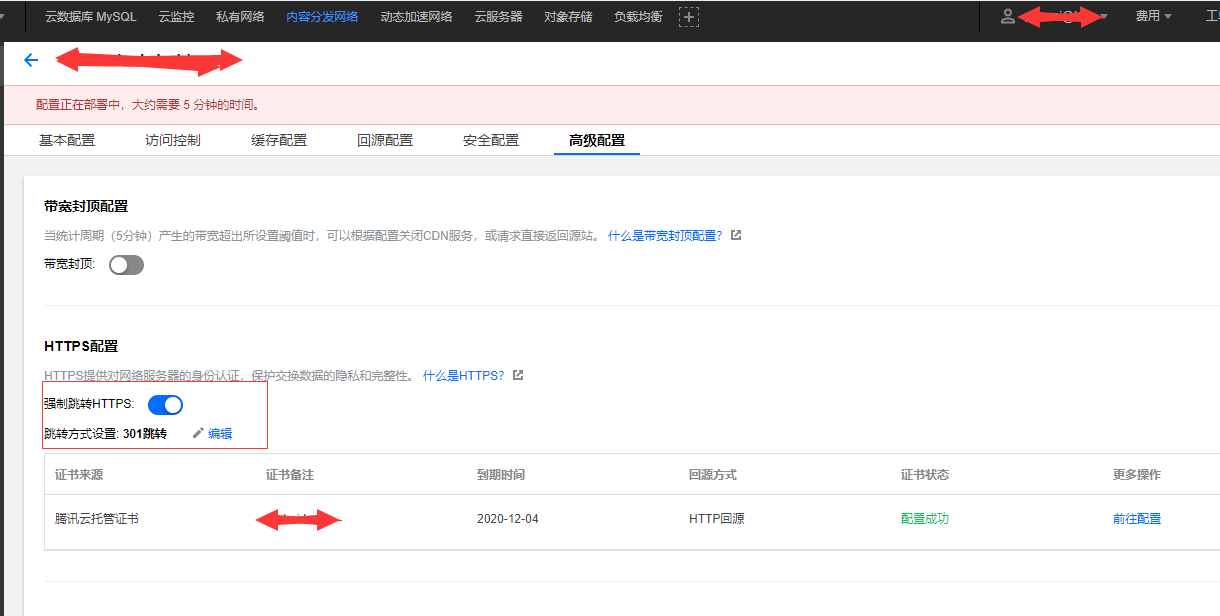 云数据库 MySQL 云监控 私有网络 内容分发网络 动态加速网络 云服务器 对象存储 负载均衡 费用
配置正在部署中，大约需要 5 分钟的时间。
基本配置 访问控制 缓存配置 回源配置 安全配置 高级配置
带宽封顶配置
当统计周期（5分钟）产生的带宽超出所设置阈值时，可以根据配置关闭CDN服务，或请求直接返回源站。 什么是带宽封顶配置？
带宽封顶:
HTTPS配置
HTTPS提供对网络服务器的身份认证，保护交换数据的隐私和完整性。 什么是HTTPS？
强制跳转HTTPS:
跳转方式设置: 301跳转 编辑
证书来源 证书备注 到期时间 回源方式 证书状态 更多操作
腾讯云托管证书 2020-12-04 HTTP回源 配置成功 前往配置